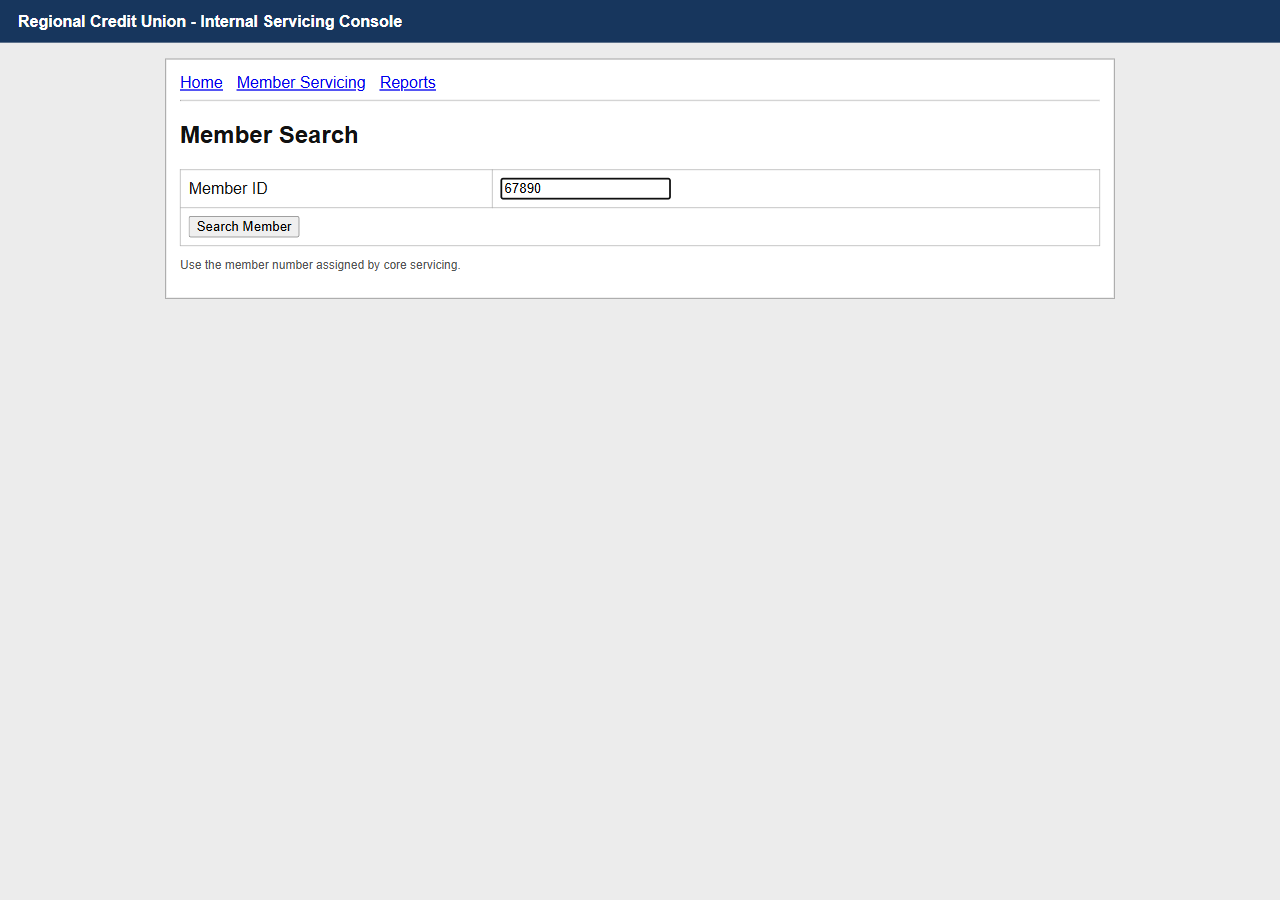 Regional Credit Union - Internal Servicing Console
Home Member Servicing Reports
Member Search
Member ID 67890
Search Member
Use the member number assigned by core servicing.